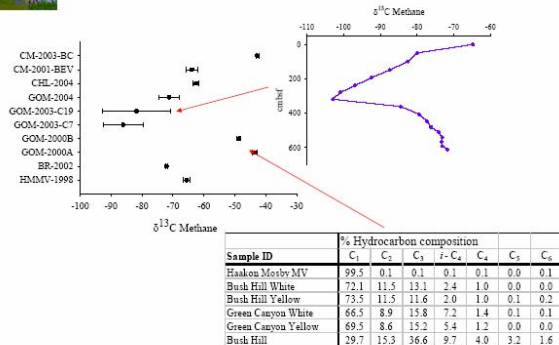 δ13C Methane
-110 -100 -90 -80 -70 -60
0
200
400
600
cmbsf
CM-2003-BC
CM-2001-BEV
CHL-2004
GOM-2004
GOM-2003-C19
GOM-2003-C7
GOM-2000B
GOM-2000A
BR-2002
HMMV-1998
-100 -90 -80 -70 -60 -50 -40 -30
δ13C Methane
% Hydrocarbon composition
Sample ID C1 C2 C3 i-C4 C4 C5 C6
Haakon Mosby MV 99.5 0.1 0.1 0.1 0.1 0.0 0.1
Bush Hill White 72.1 11.5 13.1 2.4 1.0 0.0 0.0
Bush Hill Yellow 73.5 11.5 11.6 2.0 1.0 0.1 0.2
Green Canyon White 66.5 8.9 15.8 7.2 1.4 0.1 0.1
Green Canyon Yellow 69.5 8.6 15.2 5.4 1.2 0.0 0.0
Bush Hill 29.7 15.3 36.6 9.7 4.0 3.2 1.6